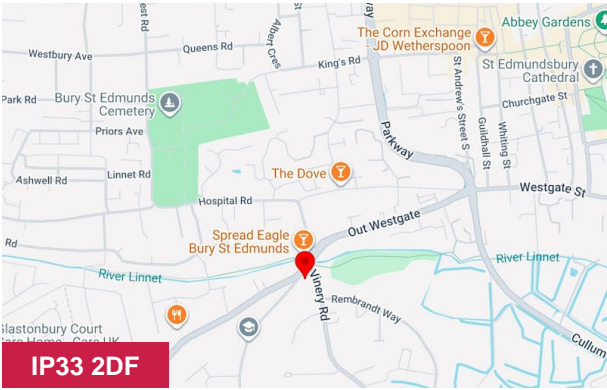 West Rd
Westbury Ave
Queens Rd
Albert Cres
King's Rd
Parkway
The Corn Exchange
- JD Wetherspoon
Abbey Gardens
St Edmundsbury
Cathedral
Park Rd
Bury St Edmunds
Cemetery
Priors Ave
St Andrew's Street S
Guildhall St
Whiting St
Churchgate St
Parkway
Ashwell Rd
Linnet Rd
The Dove
Hospital Rd
Westgate St
Out Westgate
Rd
Spread Eagle
Bury St Edmunds
River Linnet
River Linnet
Vinery Rd
Rembrandt Way
Glastonbury Court
Care Home - Care UK
Cullum
IP33 2DF